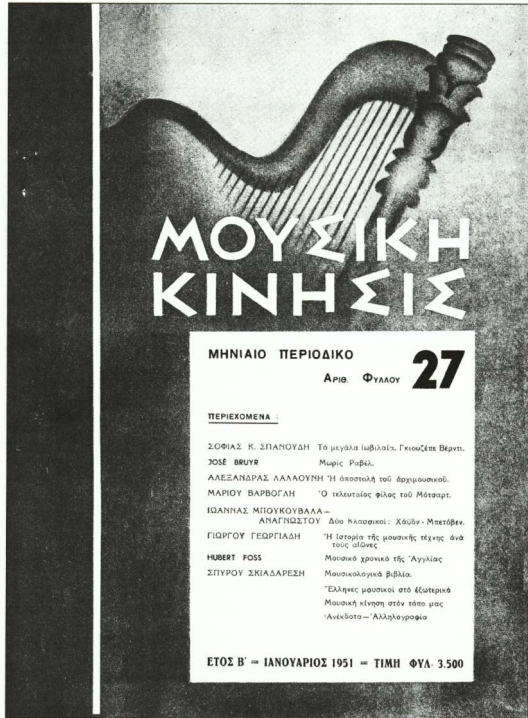 ΜΟΥΣΙΚΗ
ΚΙΝΗΣΙΣ
ΜΗΝΙΑΙΟ ΠΕΡΙΟΔΙΚΟ
ΑΡΙΘ. ΦΥΛΛΟΥ 27
ΠΕΡΙΕΧΟΜΕΝΑ :
ΣΟΦΙΑΣ Κ. ΣΠΑΝΟΥΔΗ Τὰ μεγάλα ἰωβιλαῖα. Γκιουζέπε Βέρντι.
JOSÉ BRUYR Μωρὶς Ραβέλ.
ΑΛΕΞΑΝΔΡΑΣ ΛΑΛΑΟΥΝΗ Ἡ ἀποστολὴ τοῦ ἀρχιμουσικοῦ.
ΜΑΡΙΟΥ ΒΑΡΒΟΓΛΗ Ὁ τελευταῖος φίλος τοῦ Μότσαρτ.
ΙΩΑΝΝΑΣ ΜΠΟΥΚΟΥΒΑΛΑ—
ΑΝΑΓΝΩΣΤΟΥ Δύο Κλασσικοί: Χάϋδν - Μπετόβεν.
ΓΙΩΡΓΟΥ ΓΕΩΡΓΙΑΔΗ Ἡ ἱστορία τῆς μουσικῆς τέχνης ἀνὰ
τοὺς αἰῶνες
HUBERT FOSS Μουσικὸ χρονικὸ τῆς Ἀγγλίας
ΣΠΥΡΟΥ ΣΚΙΑΔΑΡΕΣΗ Μουσικολογικὰ βιβλία.
Ἕλληνες μουσικοὶ στὸ ἐξωτερικὸ
Μουσικὴ κίνηση στὸν τόπο μας
Ἀνέκδοτα—Ἀλληλογραφία
ΕΤΟΣ Β′ = ΙΑΝΟΥΑΡΙΟΣ 1951 = ΤΙΜΗ ΦΥΛ. 3.500